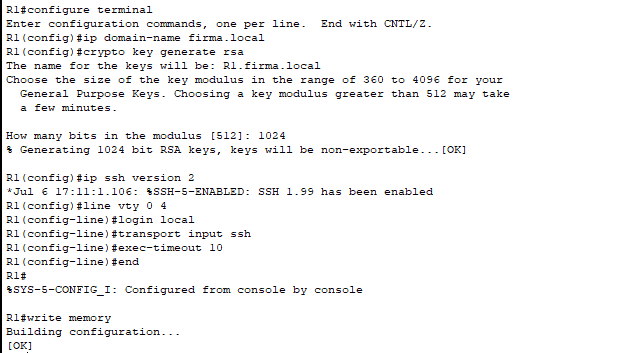 R1#configure terminal
Enter configuration commands, one per line.  End with CNTL/Z.
R1(config)#ip domain-name firma.local
R1(config)#crypto key generate rsa
The name for the keys will be: R1.firma.local
Choose the size of the key modulus in the range of 360 to 4096 for your
  General Purpose Keys. Choosing a key modulus greater than 512 may take
  a few minutes.

How many bits in the modulus [512]: 1024
% Generating 1024 bit RSA keys, keys will be non-exportable...[OK]

R1(config)#ip ssh version 2
*Jul 6 17:11:1.106: %SSH-5-ENABLED: SSH 1.99 has been enabled
R1(config)#line vty 0 4
R1(config-line)#login local
R1(config-line)#transport input ssh
R1(config-line)#exec-timeout 10
R1(config-line)#end
R1#
%SYS-5-CONFIG_I: Configured from console by console

R1#write memory
Building configuration...
[OK]